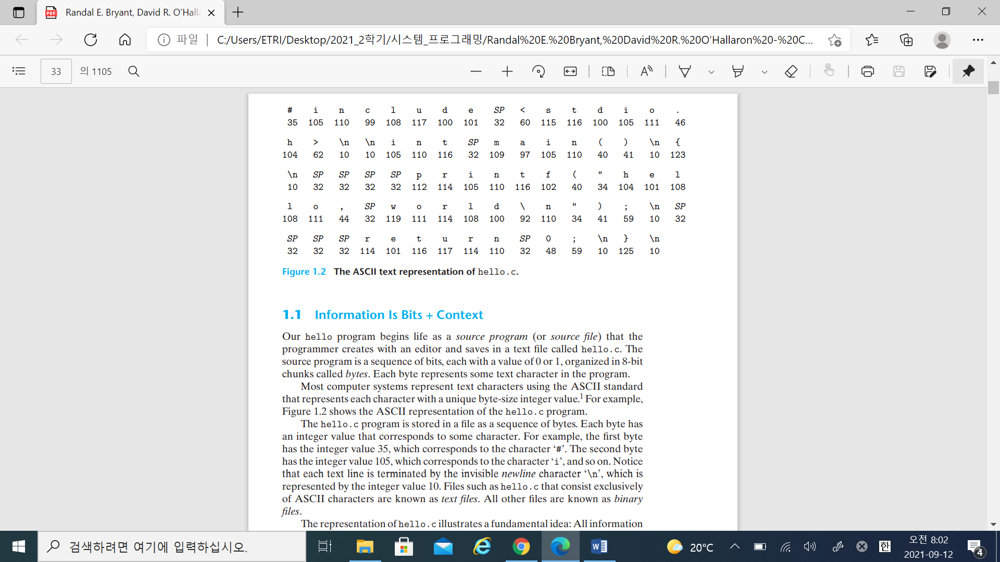 Randal E. Bryant, David R. O'Halla
파일 C:/Users/ETRI/Desktop/2021_2학기/시스템_프로그래밍/Randal%20E.%20Bryant,%20David%20R.%20O'Hallaron%20-%20C...
33 의 1105
# i n c l u d e SP < s t d i o .
35 105 110 99 108 117 100 101 32 60 115 116 100 105 111 46
h > \n \n i n t SP m a i n ( ) \n {
104 62 10 10 105 110 116 32 109 97 105 110 40 41 10 123
\n SP SP SP SP p r i n t f ( " h e l
10 32 32 32 32 112 114 105 110 116 102 40 34 104 101 108
l o , SP w o r l d \ n " ) ; \n SP
108 111 44 32 119 111 114 108 100 92 110 34 41 59 10 32
SP SP SP r e t u r n SP 0 ; \n } \n
32 32 32 114 101 116 117 114 110 32 48 59 10 125 10
Figure 1.2 The ASCII text representation of hello.c.
1.1 Information Is Bits + Context
Our hello program begins life as a source program (or source file) that the
programmer creates with an editor and saves in a text file called hello.c. The
source program is a sequence of bits, each with a value of 0 or 1, organized in 8-bit
chunks called bytes. Each byte represents some text character in the program.
Most computer systems represent text characters using the ASCII standard
that represents each character with a unique byte-size integer value.¹ For example,
Figure 1.2 shows the ASCII representation of the hello.c program.
The hello.c program is stored in a file as a sequence of bytes. Each byte has
an integer value that corresponds to some character. For example, the first byte
has the integer value 35, which corresponds to the character ‘#’. The second byte
has the integer value 105, which corresponds to the character ‘i’, and so on. Notice
that each text line is terminated by the invisible newline character ‘\n’, which is
represented by the integer value 10. Files such as hello.c that consist exclusively
of ASCII characters are known as text files. All other files are known as binary
files.
The representation of hello.c illustrates a fundamental idea: All information
검색하려면 여기에 입력하십시오.
20°C
한
오전 8:02
2021-09-12
4